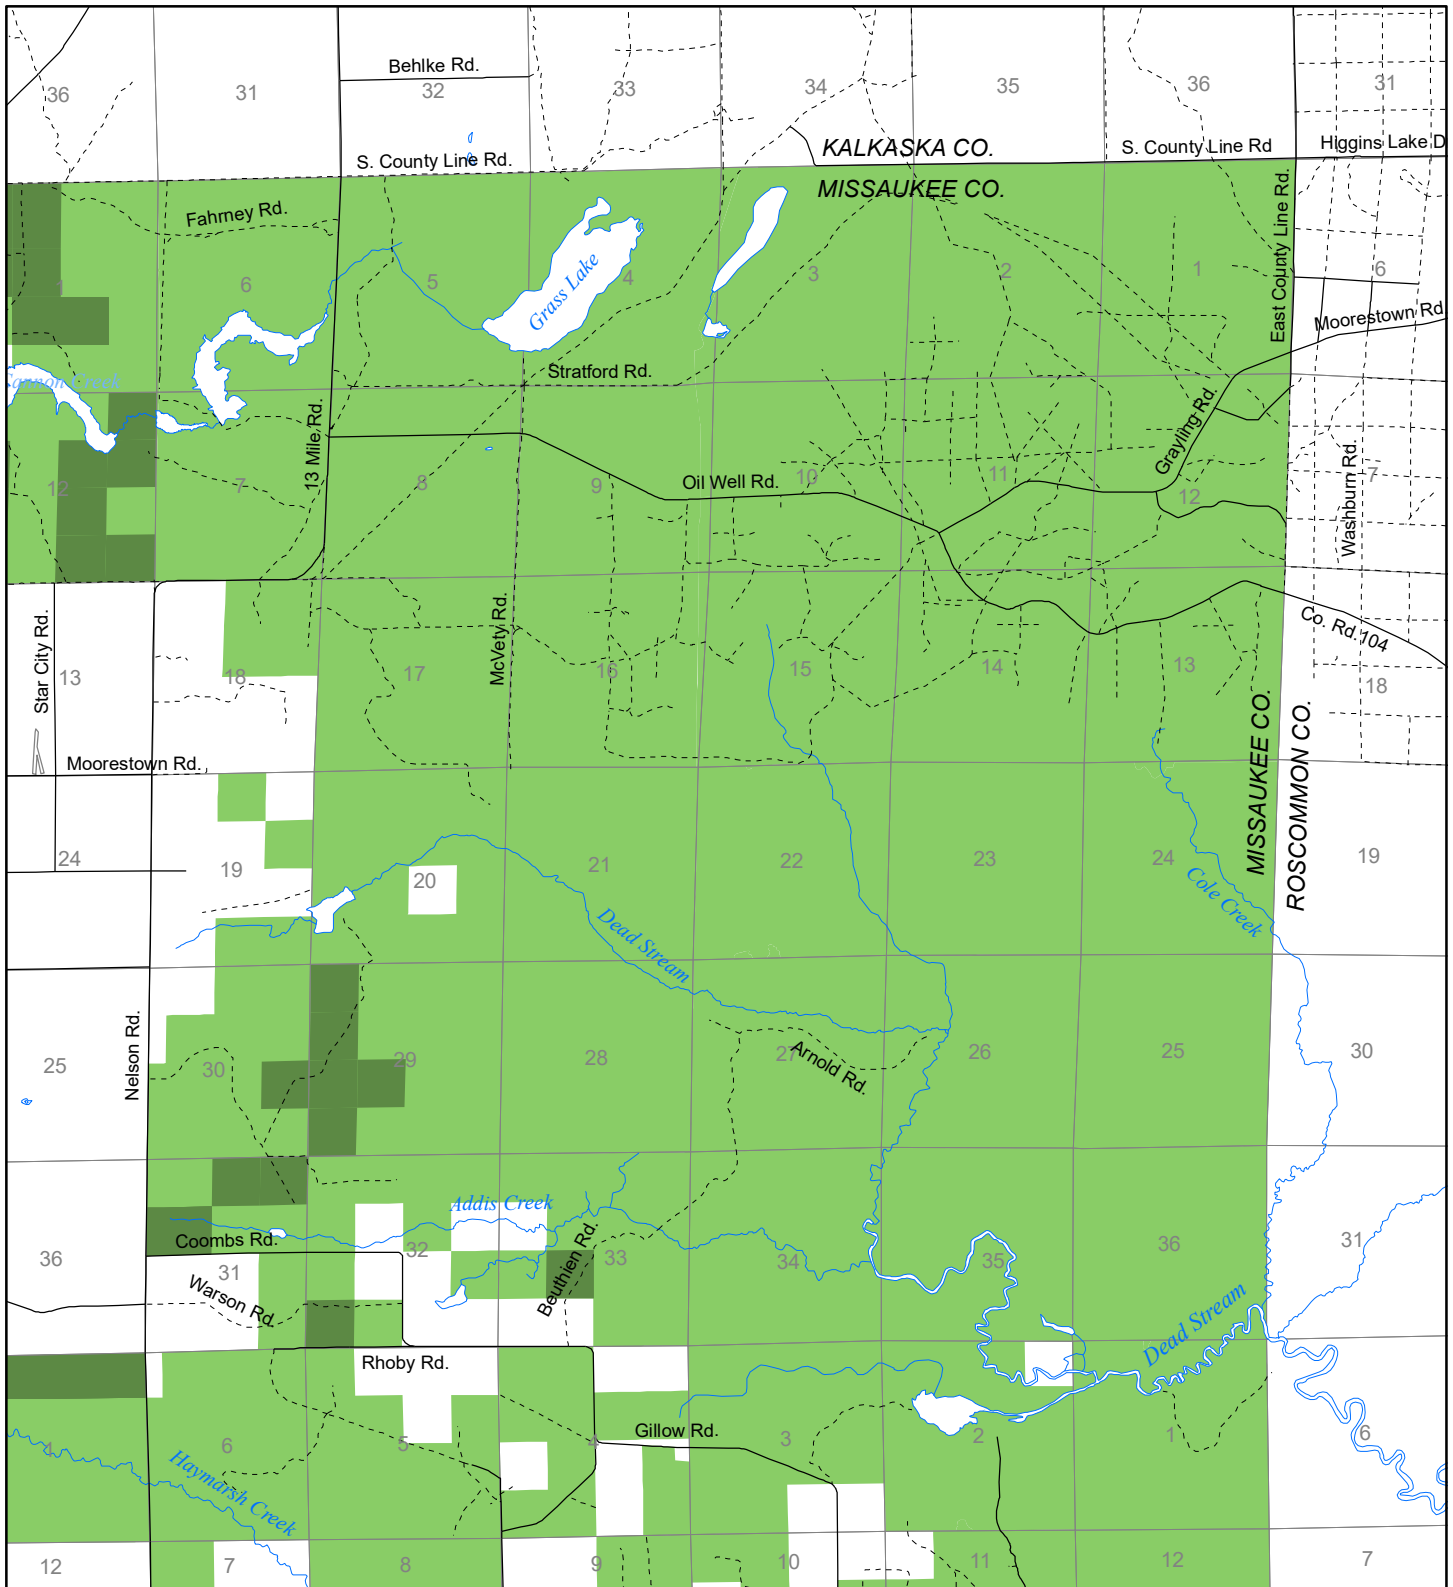 Behlke Rd.
36
31
32
33
34
35
36
31
KALKASKA CO.
S. County Line Rd
Higgins Lake D
S. County Line Rd.
MISSAUKEE CO.
Fahrney Rd.
East County Line Rd.
1
6
5
Grass Lake
4
3
2
1
6
Moorestown Rd
Stratford Rd.
Cannon Creek
13 Mile Rd.
Grayling Rd.
Washburn Rd.
12
7
8
9
Oil Well Rd.
10
11
12
7
Star City Rd.
McVety Rd.
Co. Rd.104
13
18
17
16
15
14
13
18
MISSAUKEE CO.
ROSCOMMON CO.
Moorestown Rd.
24
19
20
21
22
23
24
19
Cole Creek
Dead Stream
Nelson Rd.
25
30
29
28
27
Arnold Rd.
26
25
30
Addis Creek
Coombs Rd.
36
31
32
Beuthien Rd.
33
34
35
36
31
Warson Rd.
Dead Stream
Rhoby Rd.
Gillow Rd.
4
6
5
4
3
2
1
6
Haymarsh Creek
12
7
8
9
10
11
12
7